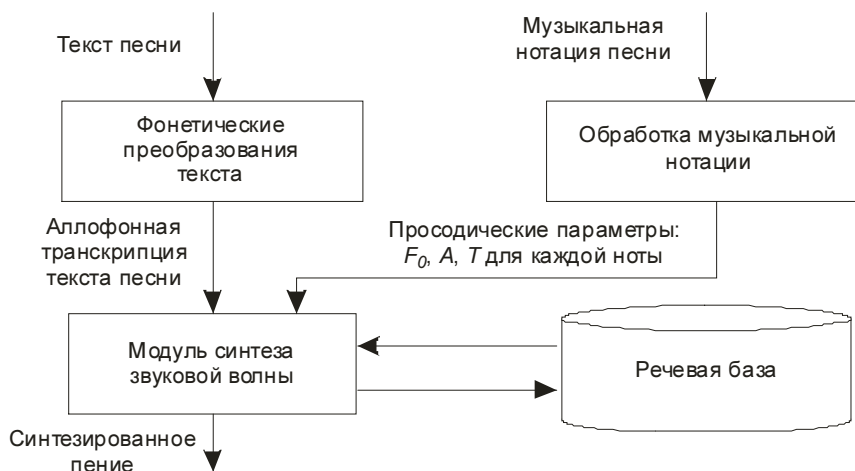 Текст песни
Музыкальная
нотация песни
Фонетические
преобразования
текста
Обработка музыкальной
нотации
Аллофонная
транскрипция
текста песни
Просодические параметры:
F0, A, T для каждой ноты
Модуль синтеза
звуковой волны
Речевая база
Синтезированное
пение